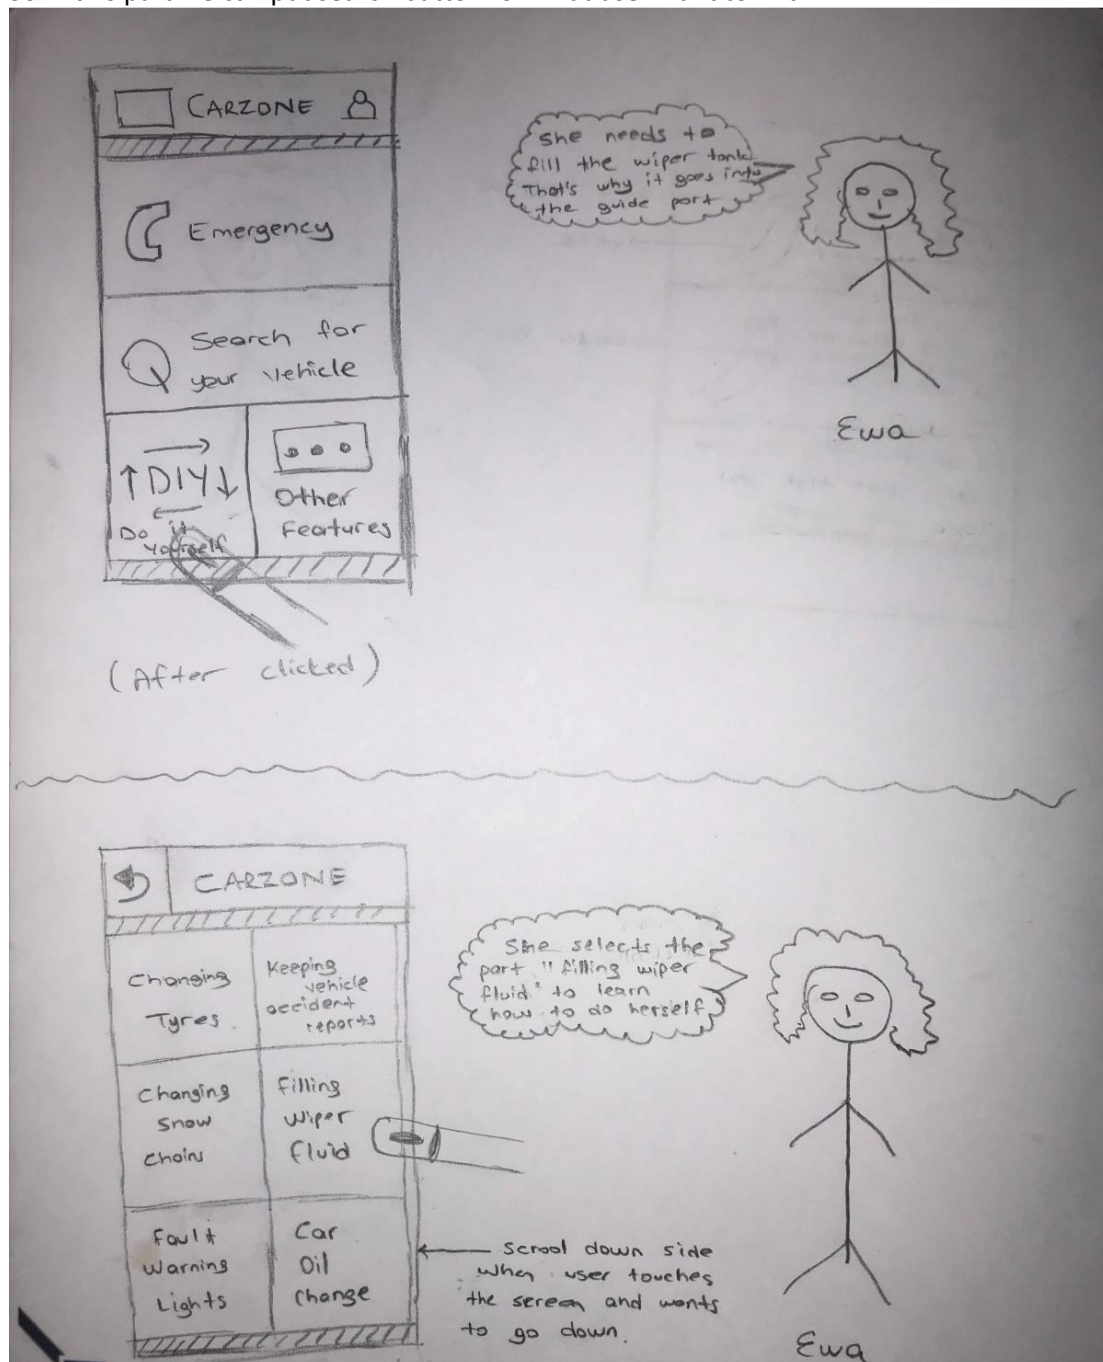 CARZONE
Emergency
Search for
your vehicle
DIY
Do it
yourself
Other
Features
(After clicked)
She needs to
fill the wiper tank
That's why it goes into
the guide part
Ewa
CARZONE
Changing
Tyres
Keeping
vehicle
accident
reports
Changing
Snow
Chains
Filling
Wiper
Fluid
Fault
Warning
Lights
Car
Oil
Change
She selects the
part "filling wiper
fluid" to learn
how to do herself
scrool down side
when user touches
the screen and wants
to go down.
Ewa